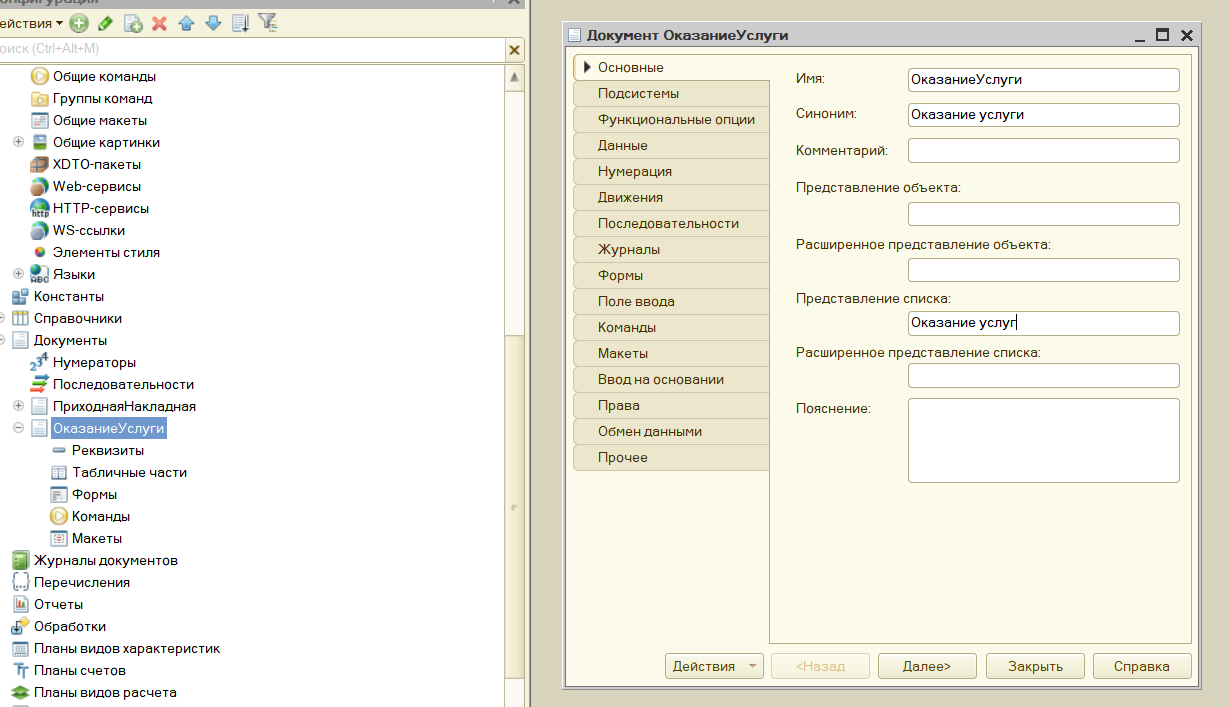 ействия
оиск (Ctrl+Alt+M)
Общие команды
Группы команд
Общие макеты
Общие картинки
XDTO-пакеты
Web-сервисы
HTTP-сервисы
WS-ссылки
Элементы стиля
Языки
Константы
Справочники
Документы
Нумераторы
Последовательности
ПриходнаяНакладная
ОказаниеУслуги
Реквизиты
Табличные части
Формы
Команды
Макеты
Журналы документов
Перечисления
Отчеты
Обработки
Планы видов характеристик
Планы счетов
Планы видов расчета
Документ ОказаниеУслуги
Основные
Подсистемы
Функциональные опции
Данные
Нумерация
Движения
Последовательности
Журналы
Формы
Поле ввода
Команды
Макеты
Ввод на основании
Права
Обмен данными
Прочее
Имя: ОказаниеУслуги
Синоним: Оказание услуги
Комментарий:
Представление объекта:
Расширенное представление объекта:
Представление списка:
Оказание услуг
Расширенное представление списка:
Пояснение:
Действия <Назад Далее> Закрыть Справка